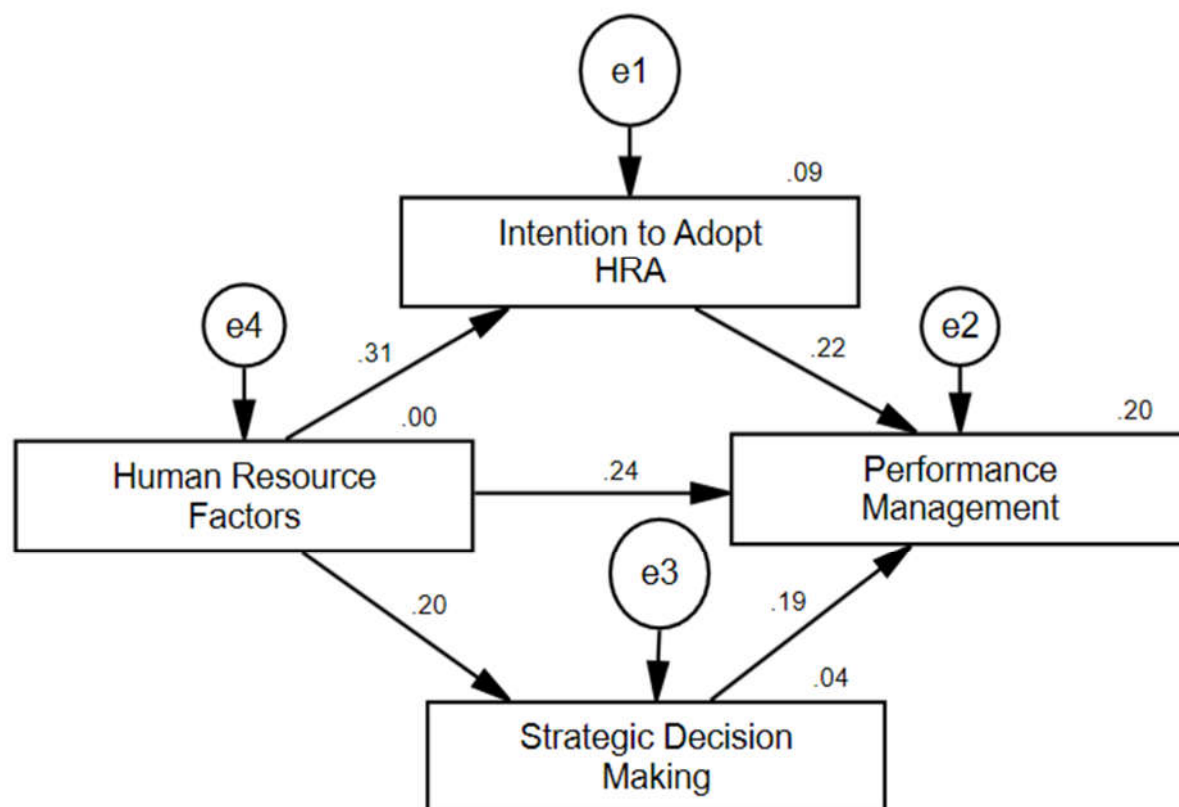 e1
.09
Intention to Adopt
HRA
e4
e2
.31
.22
.00
.20
Human Resource
Factors
.24
Performance
Management
e3
.20
.19
.04
Strategic Decision
Making